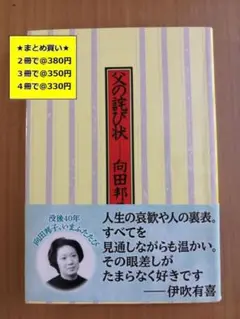 ★まとめ買い★
２冊で@380円
３冊で@350円
４冊で@330円
父の詫び状
向田邦
没後40年
向田邦子、いまふたたび
人生の哀歓や人の裏表。
すべてを
見通しながらも温かい。
その眼差しが
たまらなく好きです
――伊吹有喜